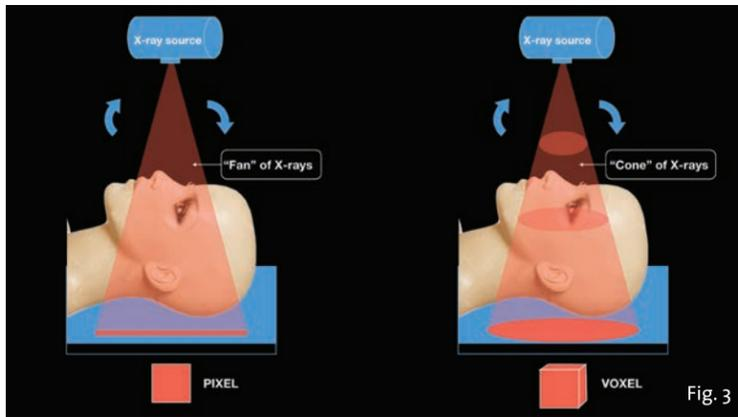 X-ray source
"Fan" of X-rays
PIXEL
X-ray source
"Cone" of X-rays
VOXEL
Fig. 3